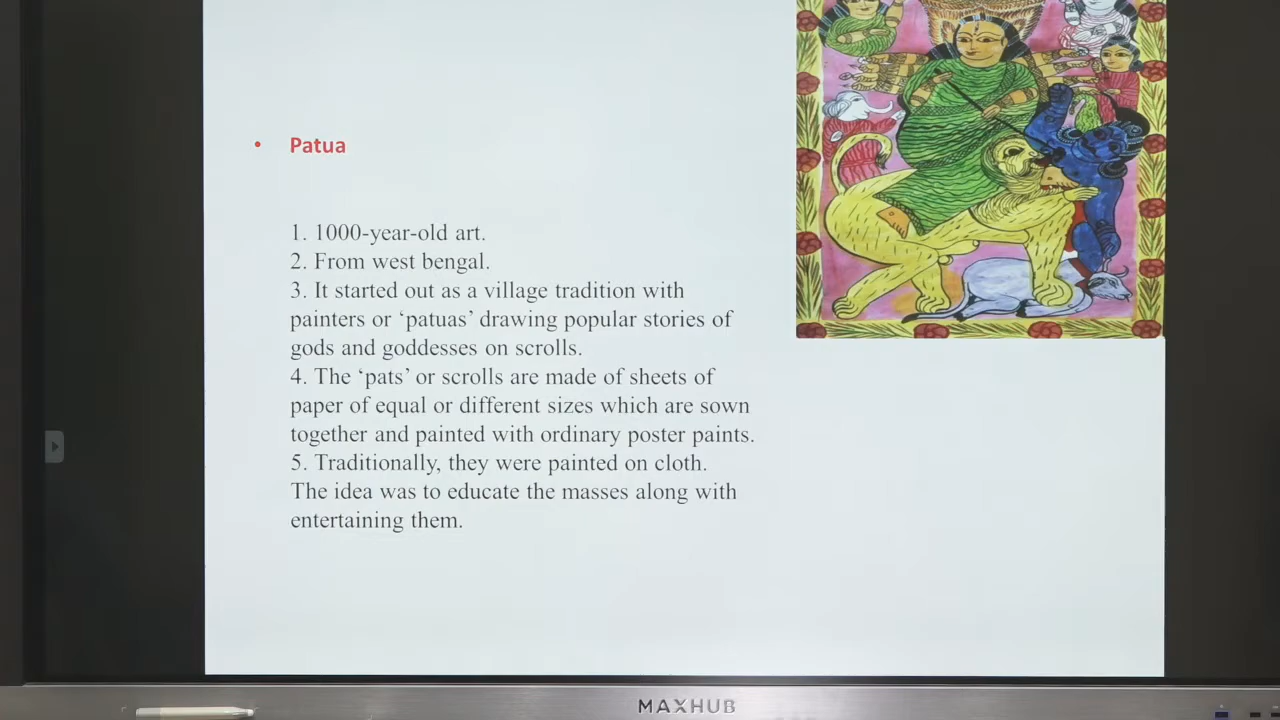 • Patua
1. 1000-year-old art.
2. From west bengal.
3. It started out as a village tradition with
painters or ‘patuas’ drawing popular stories of
gods and goddesses on scrolls.
4. The ‘pats’ or scrolls are made of sheets of
paper of equal or different sizes which are sown
together and painted with ordinary poster paints.
5. Traditionally, they were painted on cloth.
The idea was to educate the masses along with
entertaining them.
MAXHUB